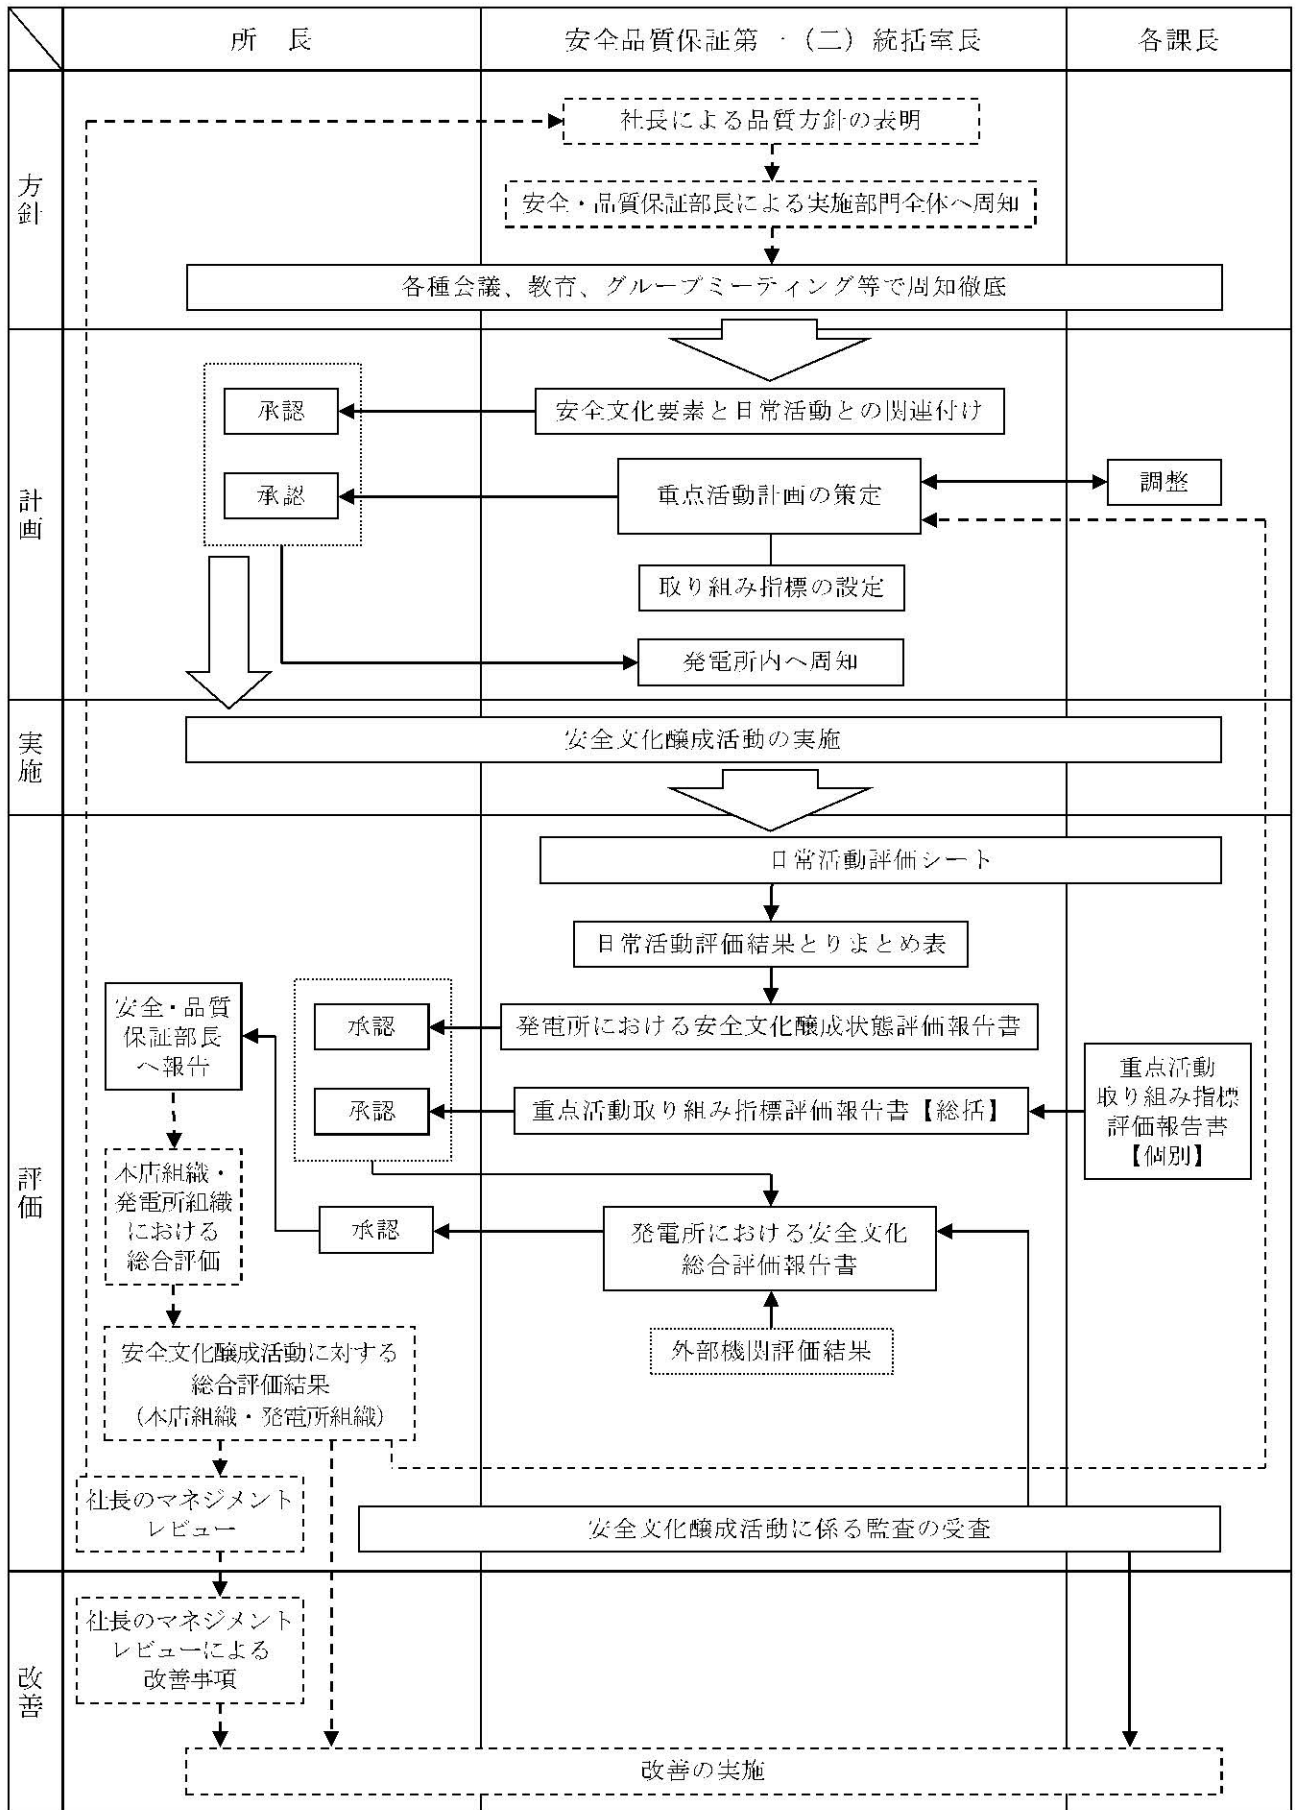 所 長
安全品質保証第一(二)統括室長
各課長
方針
社長による品質方針の表明
安全・品質保証部長による実施部門全体へ周知
各種会議、教育、グループミーティング等で周知徹底
計画
承認
安全文化要素と日常活動との関連付け
承認
重点活動計画の策定
調整
取り組み指標の設定
発電所内へ周知
実施
安全文化醸成活動の実施
評価
日常活動評価シート
日常活動評価結果とりまとめ表
安全・品質
保証部長
へ報告
承認
発電所における安全文化醸成状態評価報告書
承認
重点活動取り組み指標評価報告書【総括】
重点活動
取り組み指標
評価報告書
【個別】
本店組織・
発電所組織
における
総合評価
承認
発電所における安全文化
総合評価報告書
外部機関評価結果
安全文化醸成活動に対する
総合評価結果
(本店組織・発電所組織)
社長のマネジメント
レビュー
安全文化醸成活動に係る監査の受査
改善
社長のマネジメント
レビューによる
改善事項
改善の実施